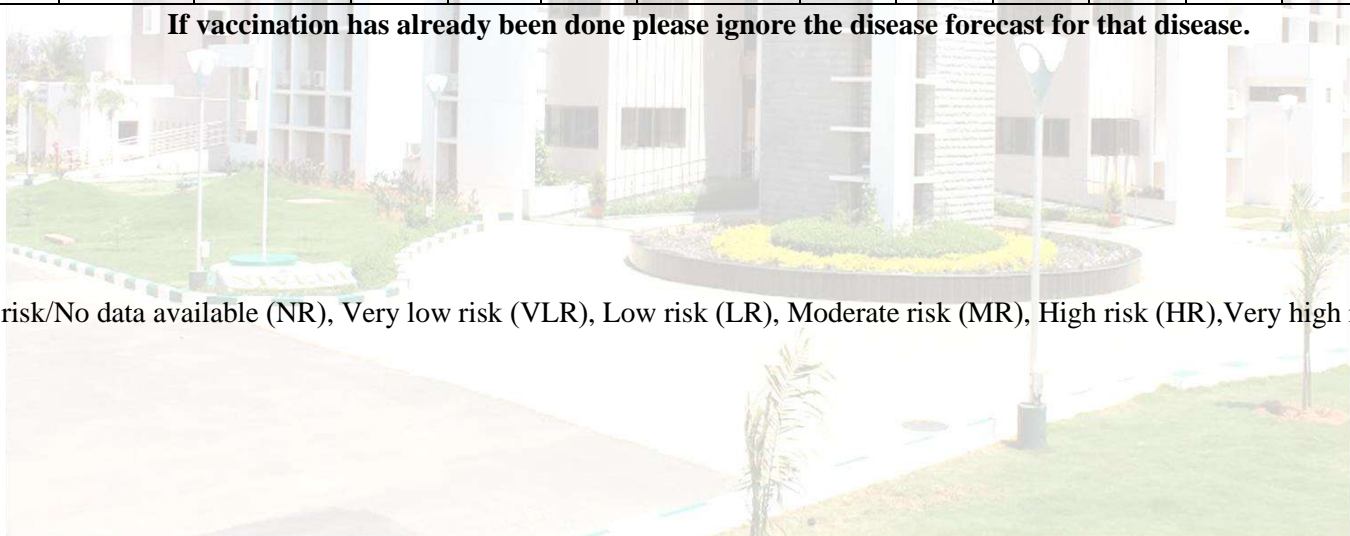 If vaccination has already been done please ignore the disease forecast for that disease.
risk/No data available (NR), Very low risk (VLR), Low risk (LR), Moderate risk (MR), High risk (HR),Very high